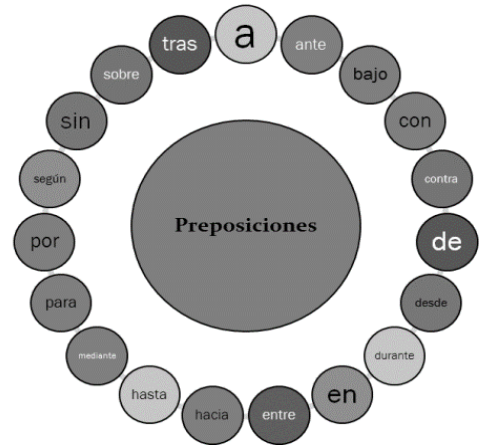 a
ante
bajo
con
contra
de
desde
durante
en
entre
hacia
hasta
mediante
para
por
según
sin
sobre
tras
Preposiciones